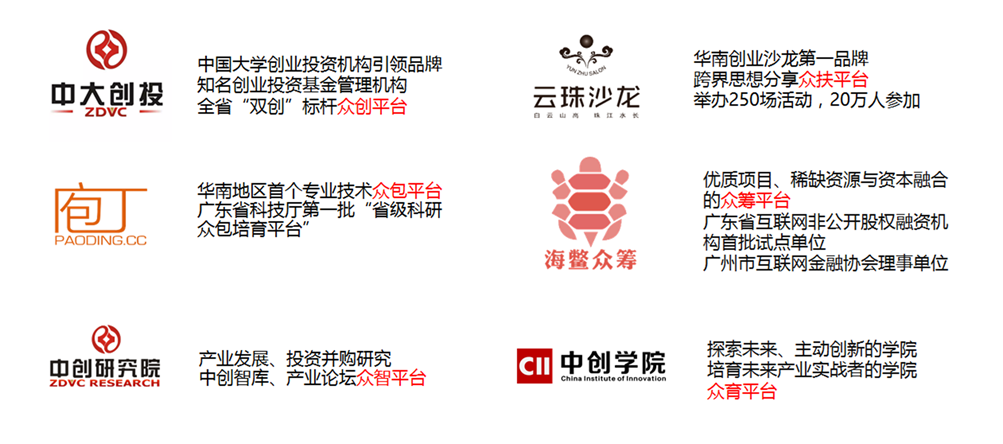 中大创投
ZDVC
中国大学创业投资机构引领品牌
知名创业投资基金管理机构
全省“双创”标杆众创平台
YUN ZHU SALON
云珠沙龙
白云山高 珠江水长
华南创业沙龙第一品牌
跨界思想分享众扶平台
举办250场活动，20万人参加
庖丁
PAODING.CC
华南地区首个专业技术众包平台
广东省科技厅第一批“省级科研
众包培育平台”
海鳖众筹
优质项目、稀缺资源与资本融合
的众筹平台
广东省互联网非公开股权融资机
构首批试点单位
广州市互联网金融协会理事单位
中创研究院
ZDVC RESEARCH
产业发展、投资并购研究
中创智库、产业论坛众智平台
CII 中创学院
China Institute of Innovation
探索未来、主动创新的学院
培育未来产业实战者的学院
众育平台